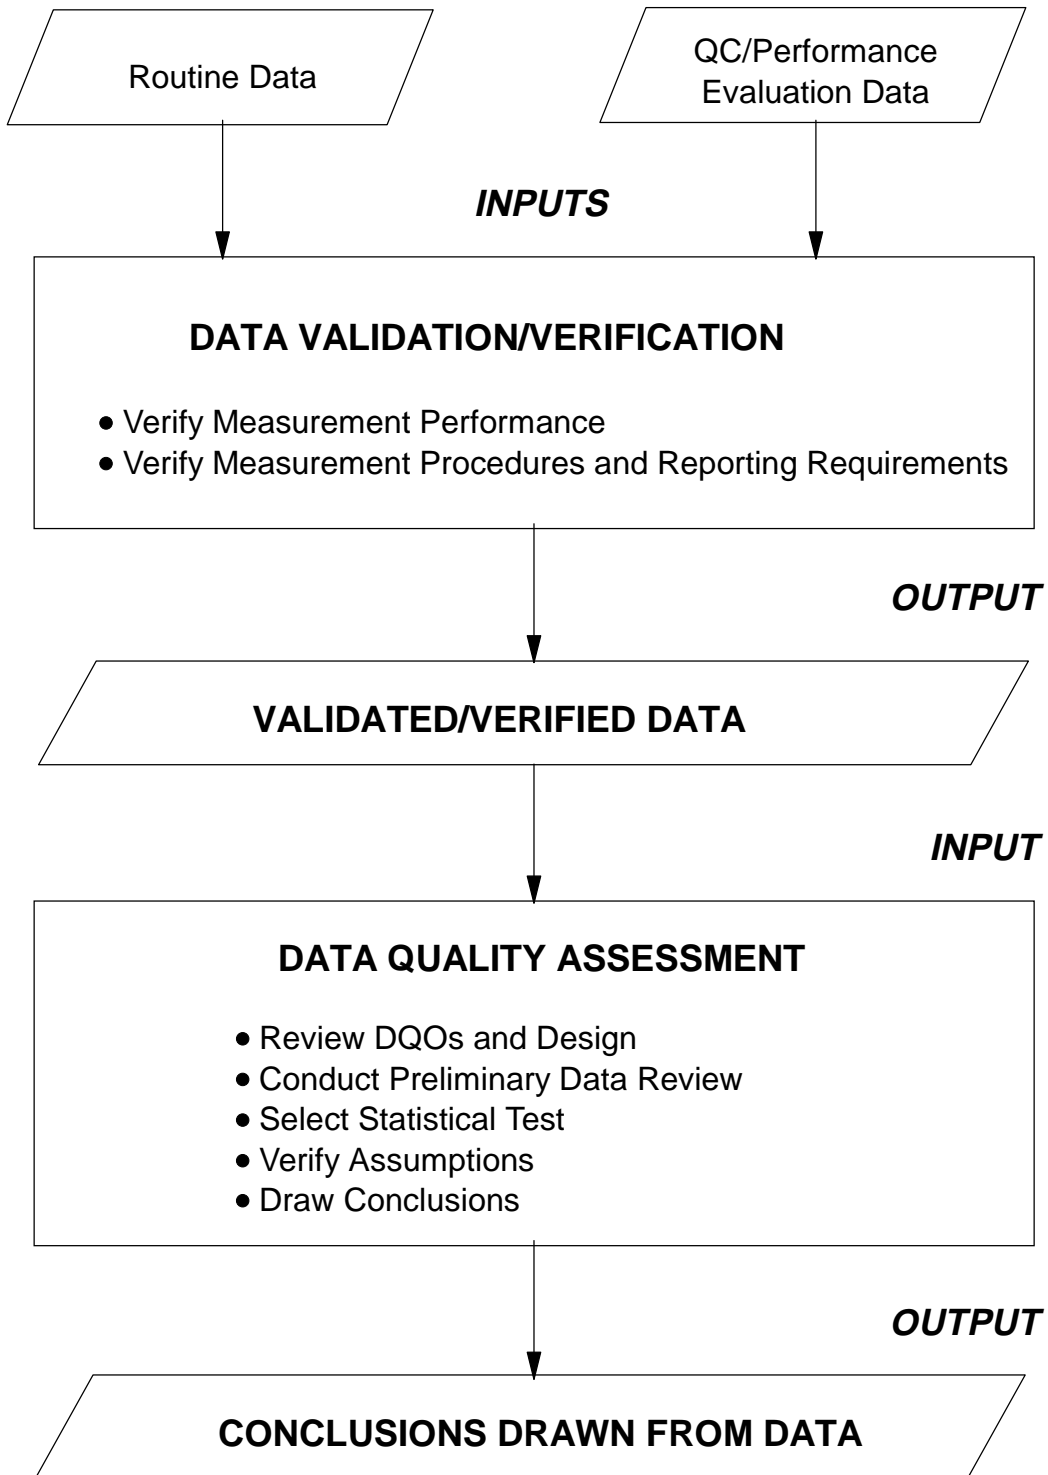 Routine Data
QC/Performance
Evaluation Data
INPUTS
DATA VALIDATION/VERIFICATION
• Verify Measurement Performance
• Verify Measurement Procedures and Reporting Requirements
OUTPUT
VALIDATED/VERIFIED DATA
INPUT
DATA QUALITY ASSESSMENT
• Review DQOs and Design
• Conduct Preliminary Data Review
• Select Statistical Test
• Verify Assumptions
• Draw Conclusions
OUTPUT
CONCLUSIONS DRAWN FROM DATA